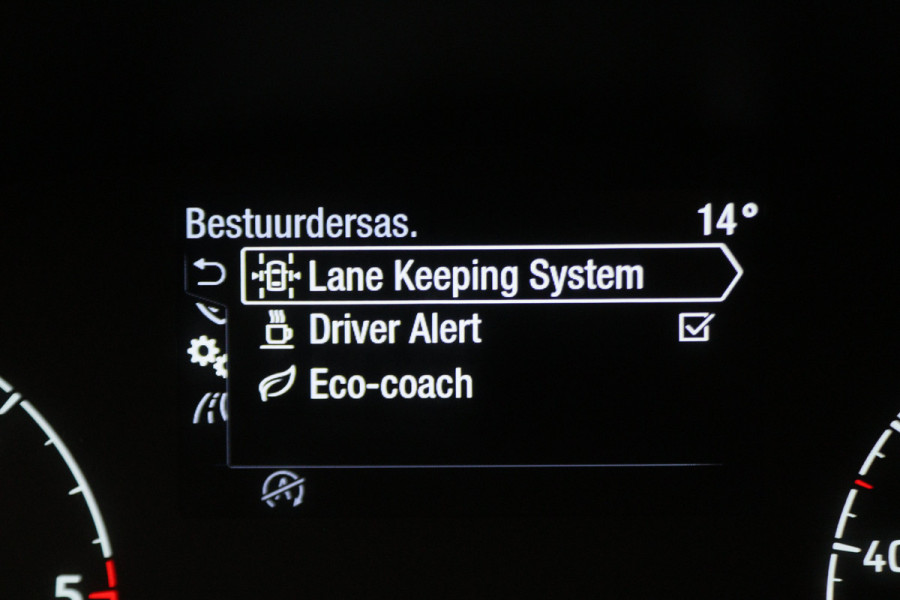 Bestuurdersas. 14°
Lane Keeping System
Driver Alert
Eco-coach
5
40